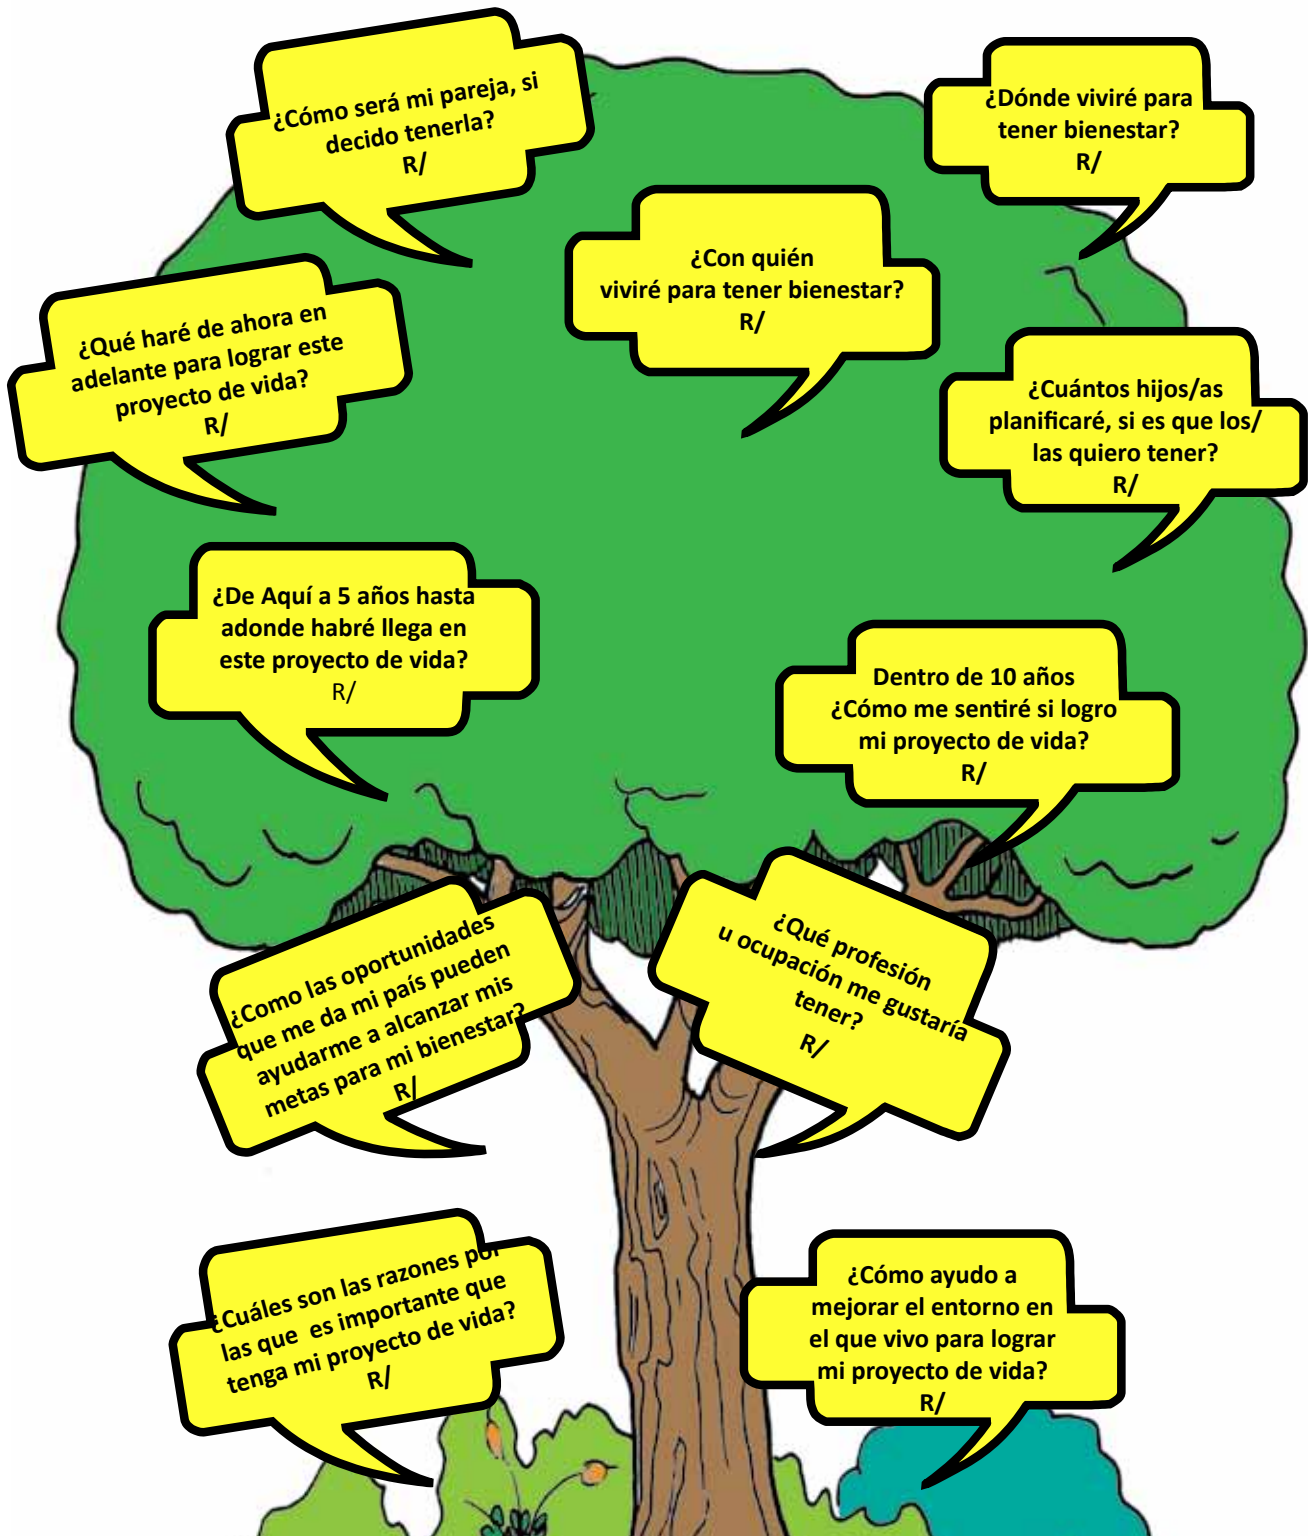 ¿Cómo será mi pareja, si
decido tenerla?
R/
¿Dónde viviré para
tener bienestar?
R/
¿Con quién
viviré para tener bienestar?
R/
¿Qué haré de ahora en
adelante para lograr este
proyecto de vida?
R/
¿Cuántos hijos/as
planificaré, si es que los/
las quiero tener?
R/
¿De Aquí a 5 años hasta
adonde habré llega en
este proyecto de vida?
R/
Dentro de 10 años
¿Cómo me sentiré si logro
mi proyecto de vida?
R/
¿Como las oportunidades
que me da mi país pueden
ayudarme a alcanzar mis
metas para mi bienestar?
R/
¿Qué profesión
u ocupación me gustaría
tener?
R/
¿Cuáles son las razones por
las que es importante que
tenga mi proyecto de vida?
R/
¿Cómo ayudo a
mejorar el entorno en
el que vivo para lograr
mi proyecto de vida?
R/